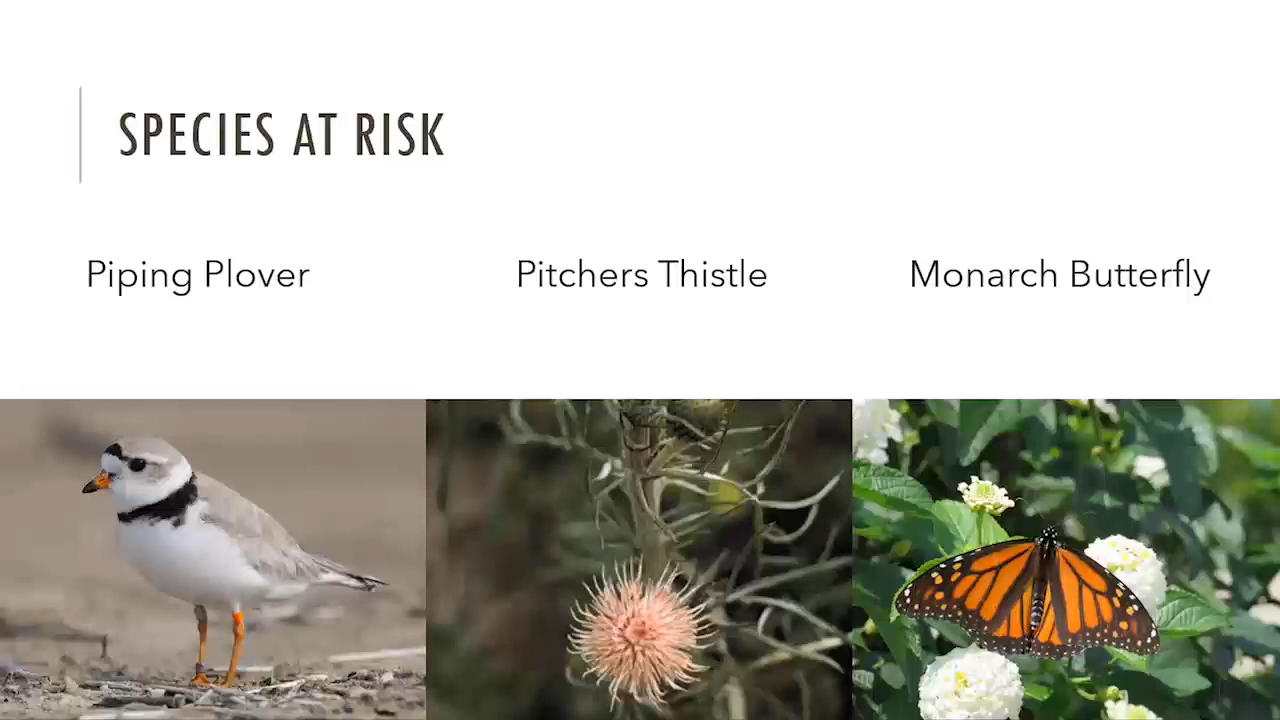 SPECIES AT RISK
Piping Plover
Pitchers Thistle
Monarch Butterfly